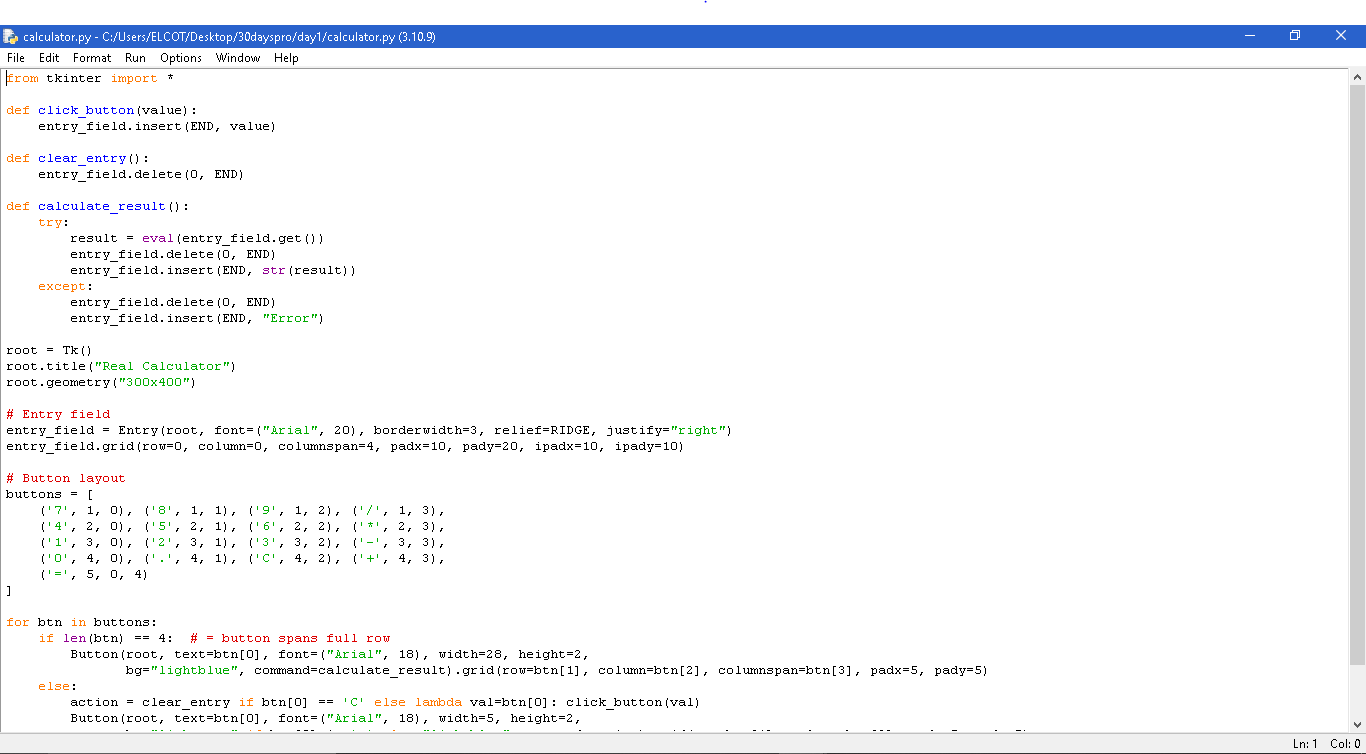 calculator.py - C:/Users/ELCOT/Desktop/30dayspro/day1/calculator.py (3.10.9)
File Edit Format Run Options Window Help
from tkinter import *

def click_button(value):
    entry_field.insert(END, value)

def clear_entry():
    entry_field.delete(0, END)

def calculate_result():
    try:
        result = eval(entry_field.get())
        entry_field.delete(0, END)
        entry_field.insert(END, str(result))
    except:
        entry_field.delete(0, END)
        entry_field.insert(END, "Error")

root = Tk()
root.title("Real Calculator")
root.geometry("300x400")

# Entry field
entry_field = Entry(root, font=("Arial", 20), borderwidth=3, relief=RIDGE, justify="right")
entry_field.grid(row=0, column=0, columnspan=4, padx=10, pady=20, ipadx=10, ipady=10)

# Button layout
buttons = [
    ('7', 1, 0), ('8', 1, 1), ('9', 1, 2), ('/', 1, 3),
    ('4', 2, 0), ('5', 2, 1), ('6', 2, 2), ('*', 2, 3),
    ('1', 3, 0), ('2', 3, 1), ('3', 3, 2), ('-', 3, 3),
    ('0', 4, 0), ('.', 4, 1), ('C', 4, 2), ('+', 4, 3),
    ('=', 5, 0, 4)
]

for btn in buttons:
    if len(btn) == 4:  # = button spans full row
        Button(root, text=btn[0], font=("Arial", 18), width=28, height=2,
               bg="lightblue", command=calculate_result).grid(row=btn[1], column=btn[2], columnspan=btn[3], padx=5, pady=5)
    else:
        action = clear_entry if btn[0] == 'C' else lambda val=btn[0]: click_button(val)
        Button(root, text=btn[0], font=("Arial", 18), width=5, height=2,
Ln: 1 Col: 0